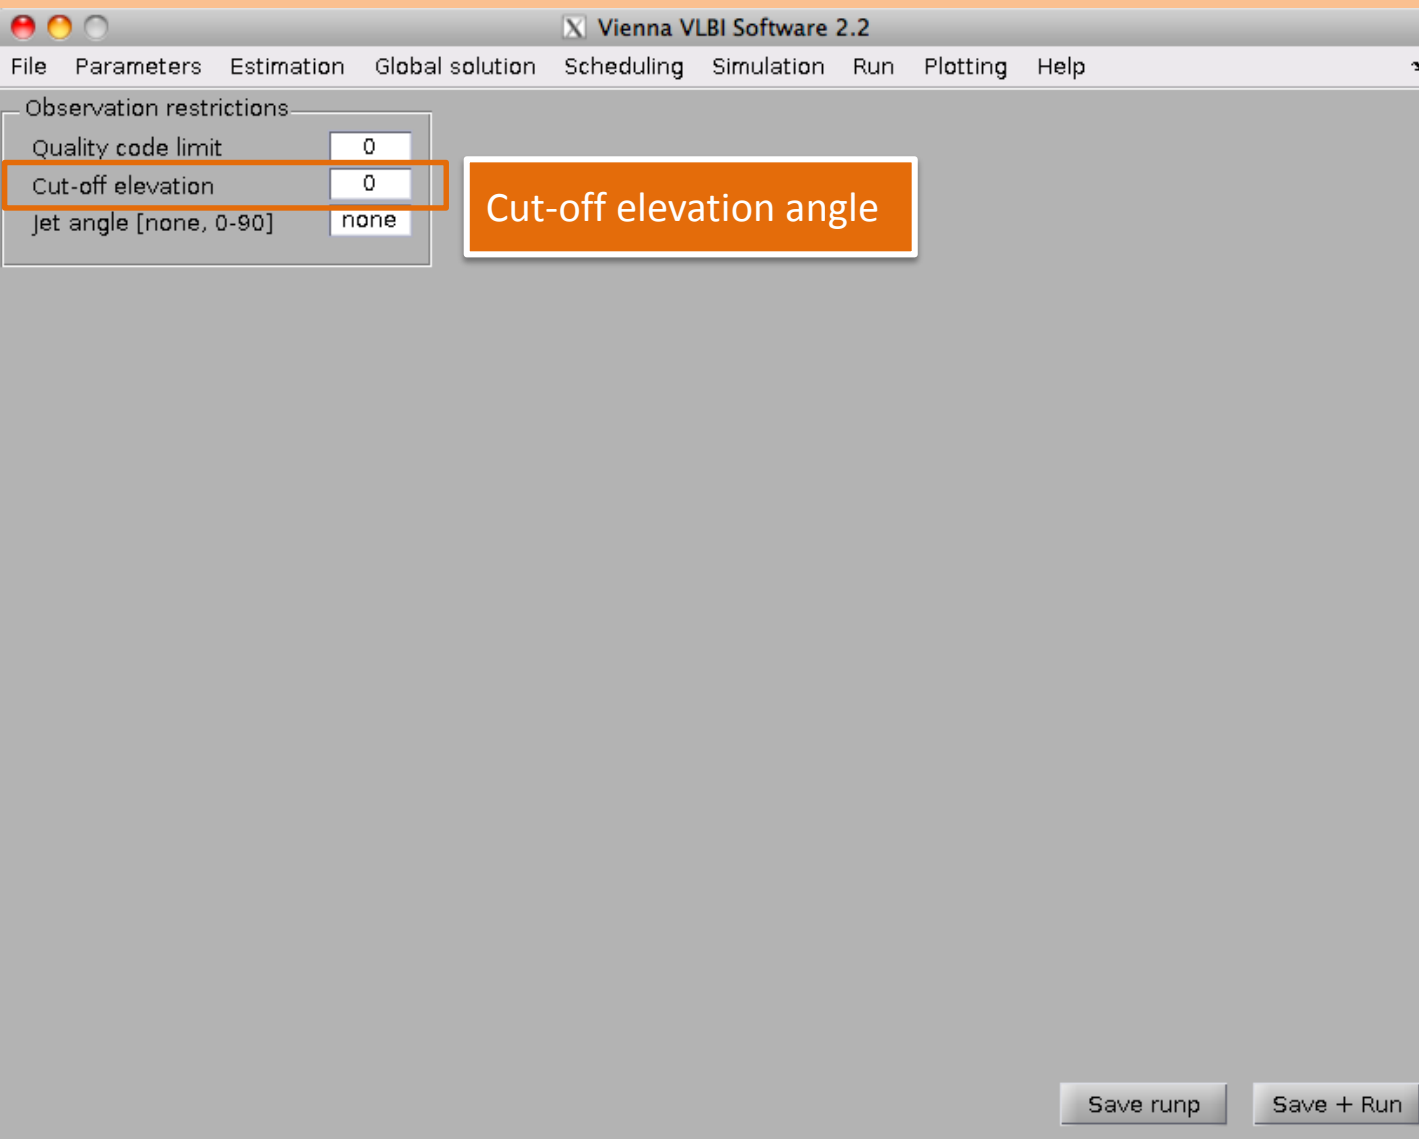 Vienna VLBI Software 2.2
File Parameters Estimation Global solution Scheduling Simulation Run Plotting Help
Observation restrictions
Quality code limit 0
Cut-off elevation 0
Cut-off elevation angle
Jet angle [none, 0-90] none
Save runp Save + Run